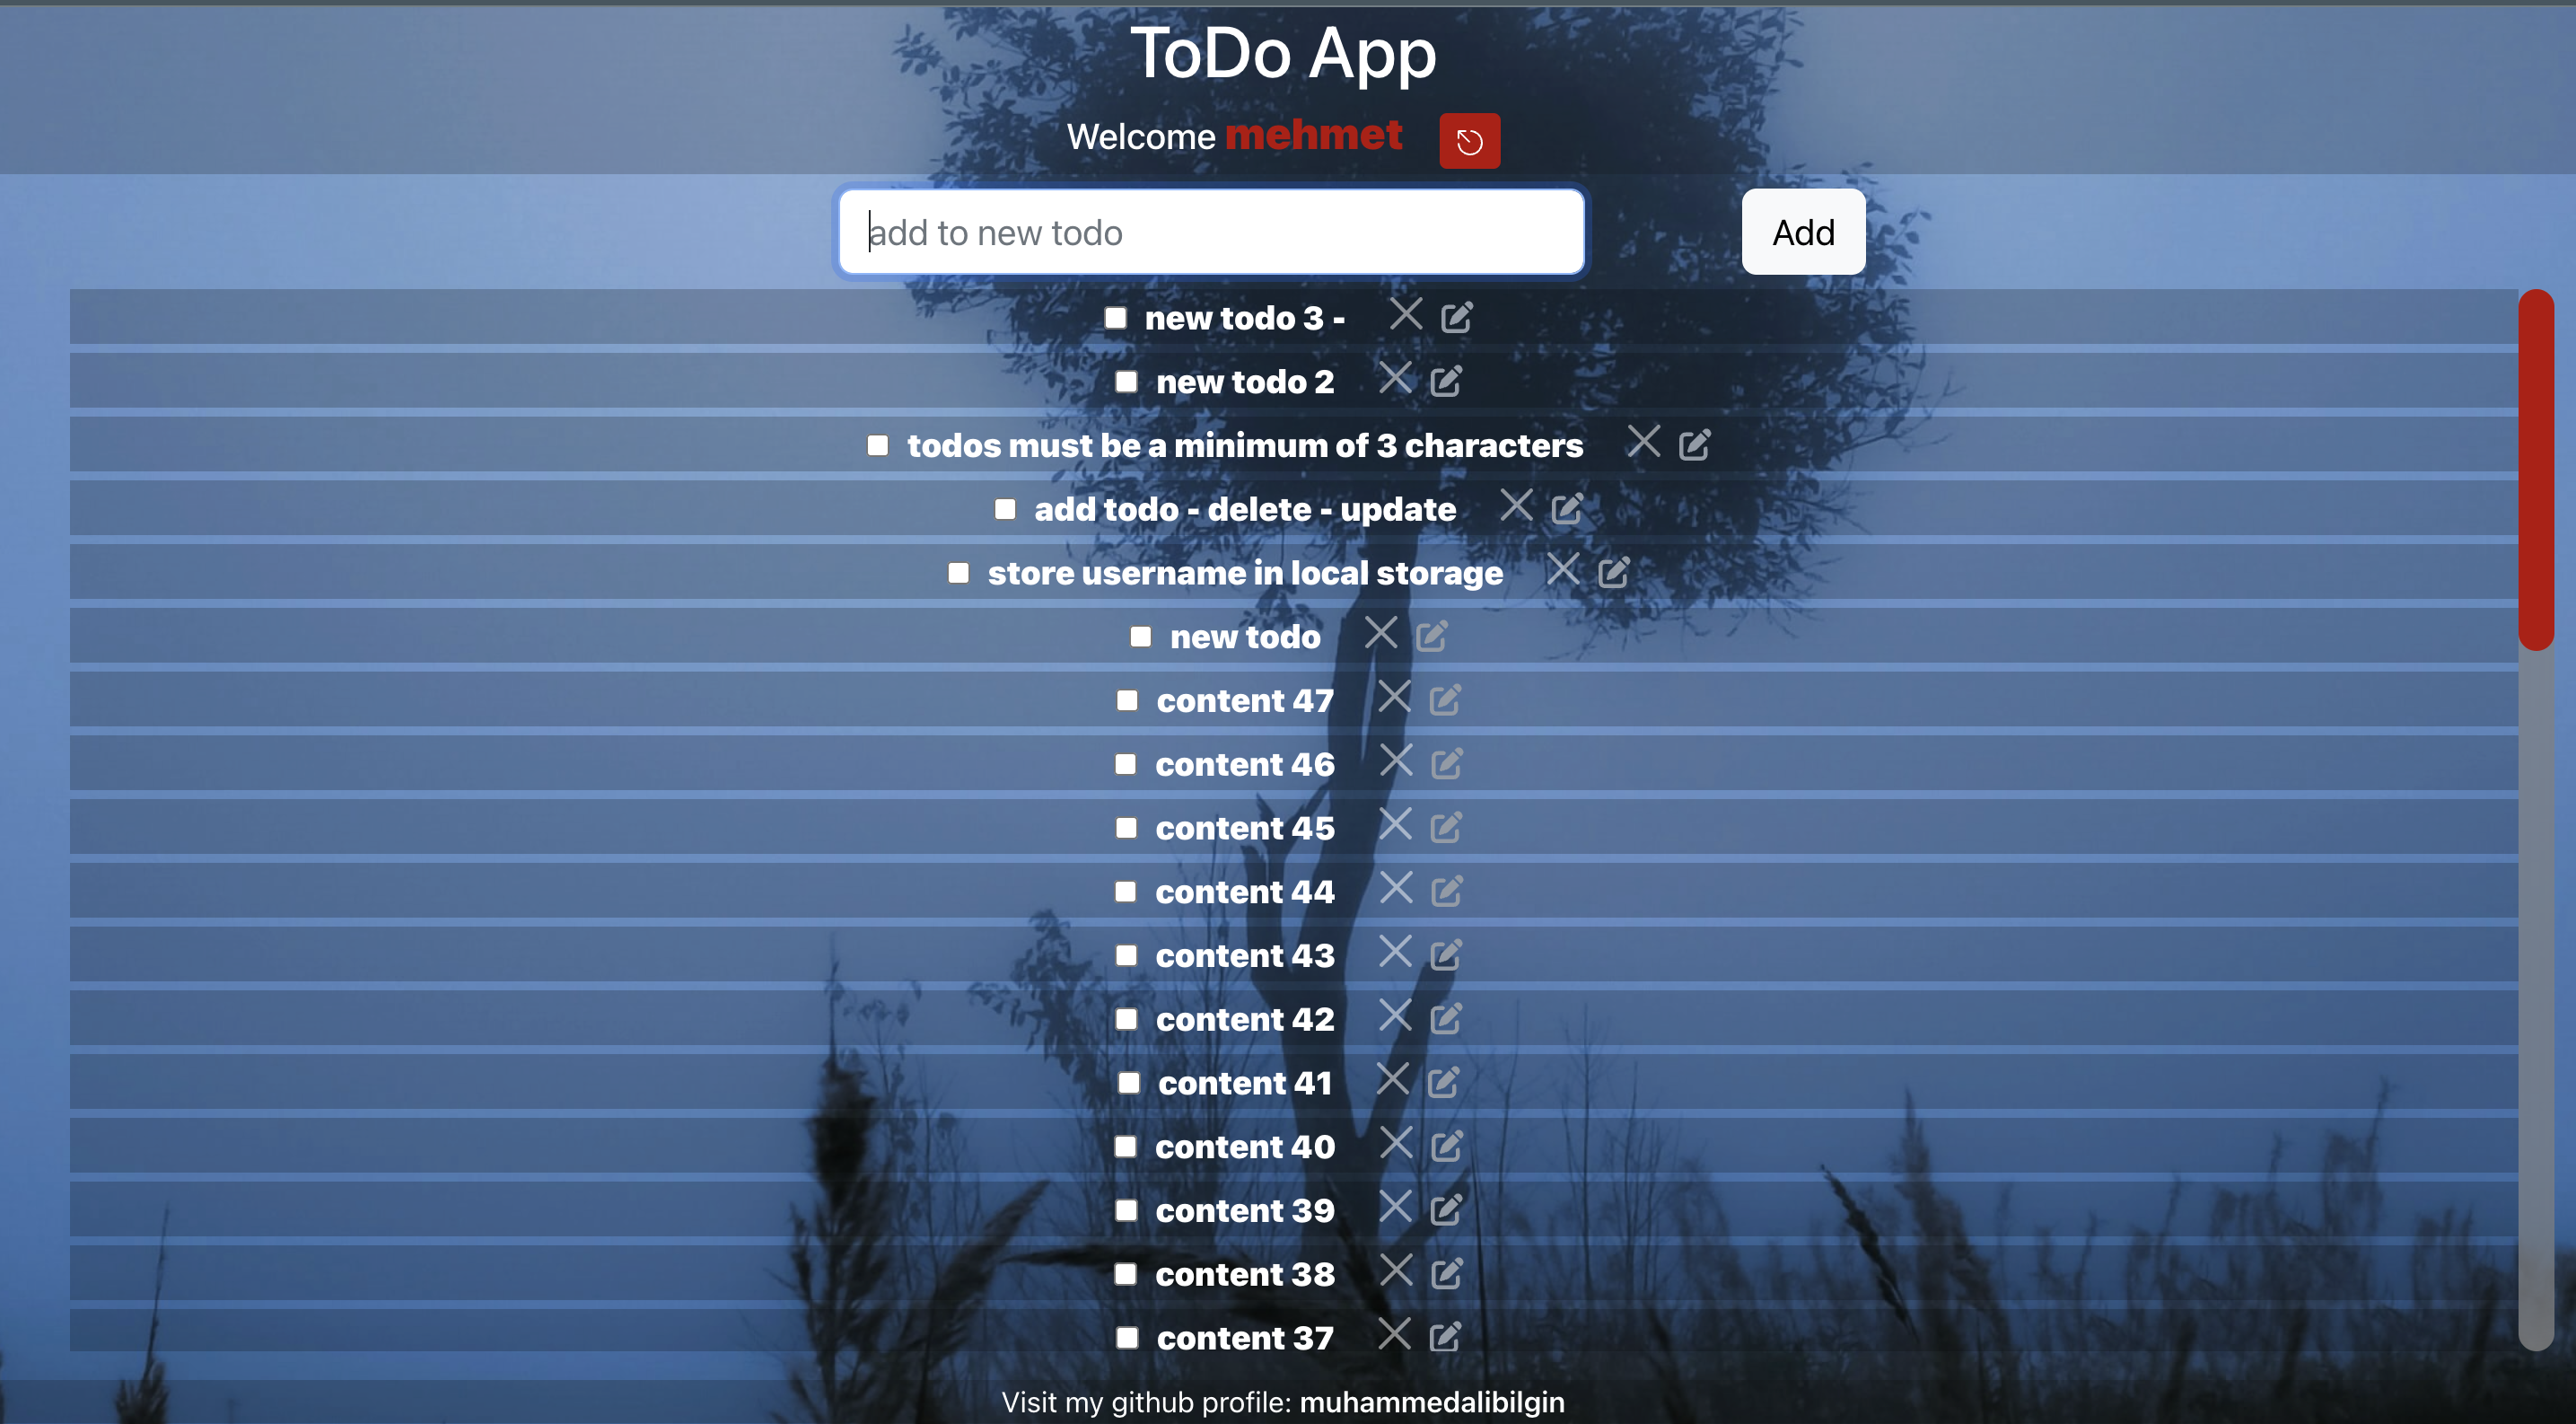 ToDo App
Welcome mehmet
add to new todo
Add
new todo 3 -
new todo 2
todos must be a minimum of 3 characters
add todo - delete - update
store username in local storage
new todo
content 47
content 46
content 45
content 44
content 43
content 42
content 41
content 40
content 39
content 38
content 37
Visit my github profile: muhammedalibilgin